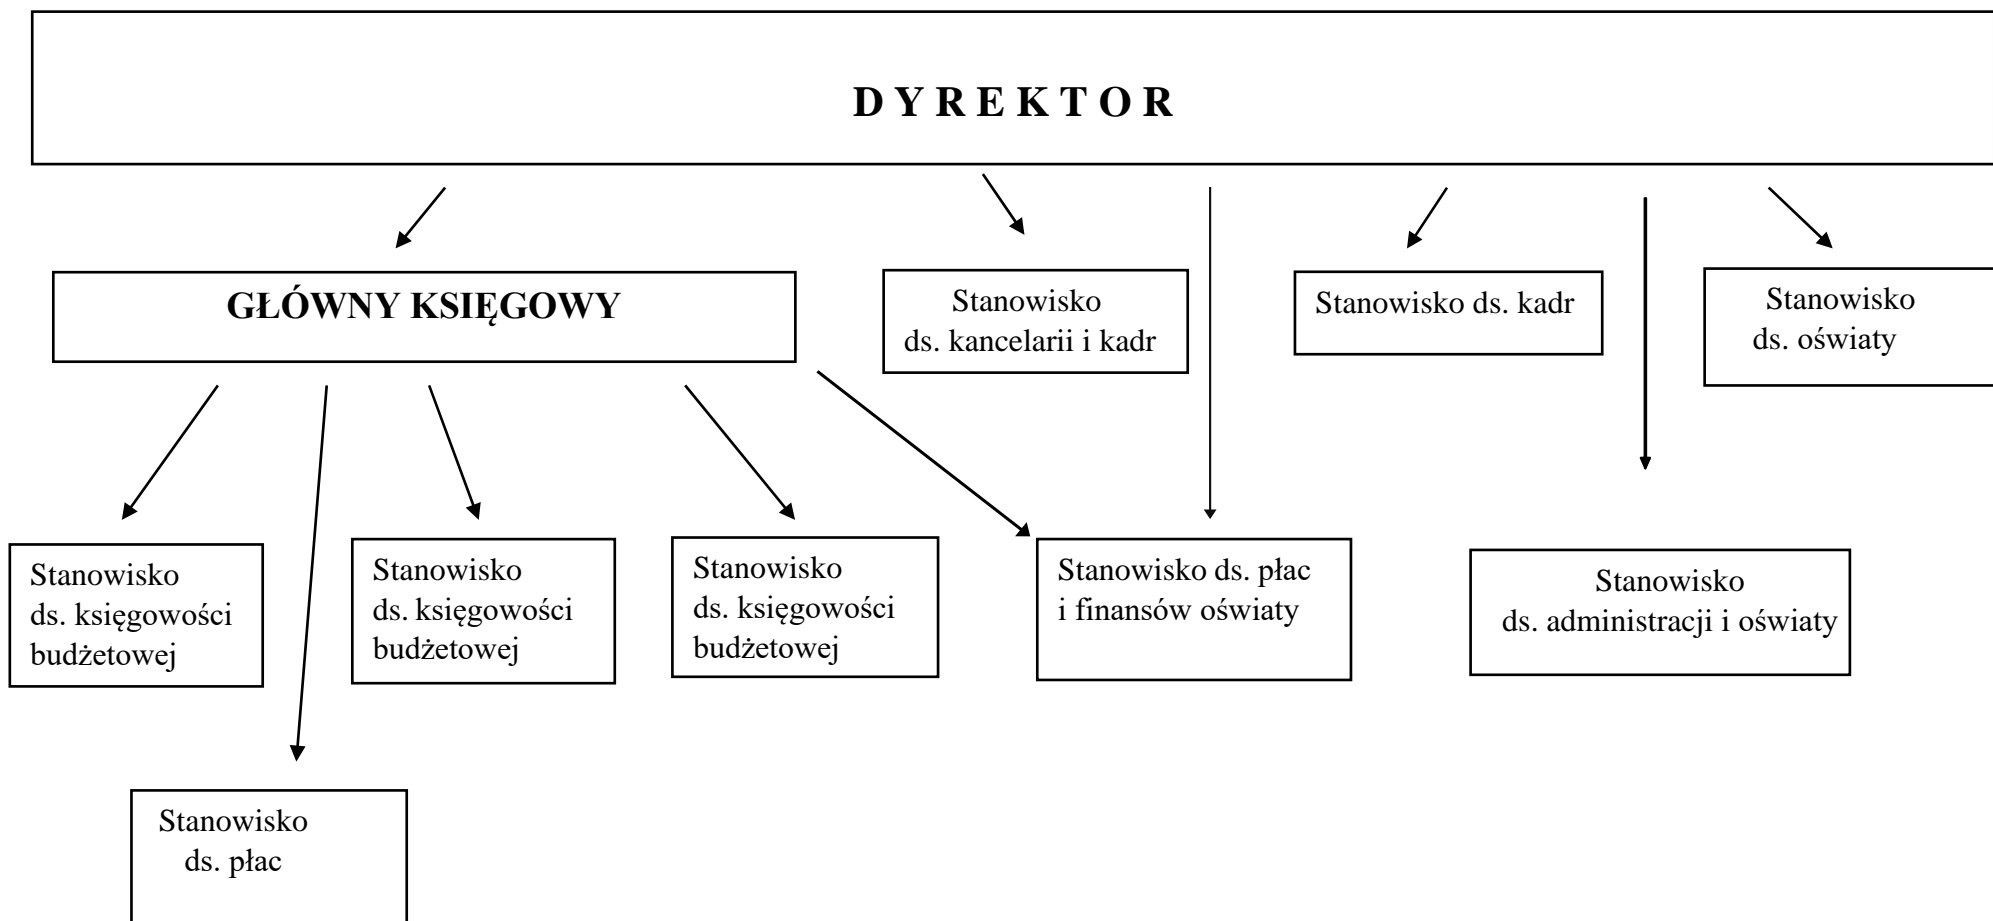 D Y R E K T O R
GŁÓWNY KSIĘGOWY
Stanowisko
ds. kancelarii i kadr
Stanowisko ds. kadr
Stanowisko
ds. oświaty
Stanowisko
ds. księgowości
budżetowej
Stanowisko
ds. księgowości
budżetowej
Stanowisko
ds. księgowości
budżetowej
Stanowisko ds. płac
i finansów oświaty
Stanowisko
ds. administracji i oświaty
Stanowisko
ds. płac